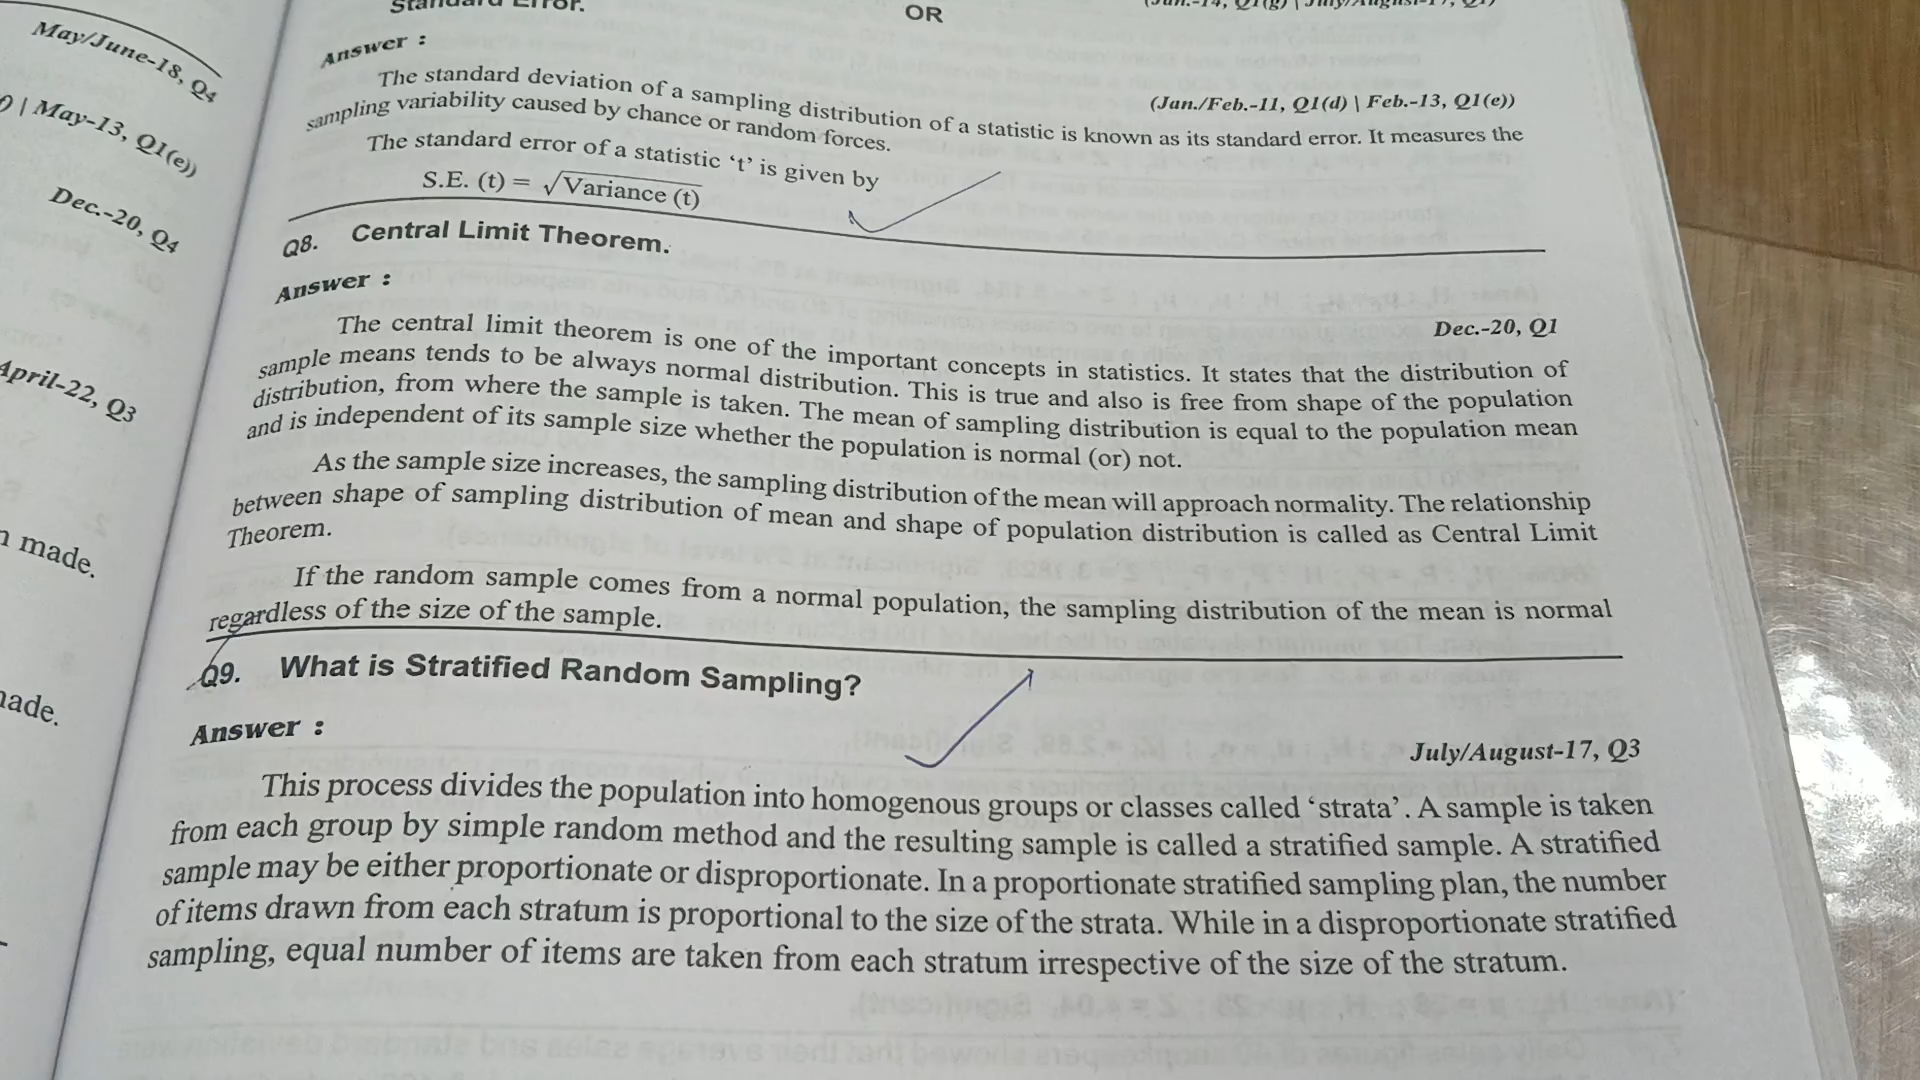 May/June-18, Q4
| May-13, Q1(e))
Dec.-20, Q4
April-22, Q3
made.
Standard Error.
OR
Answer :
(Jan./Feb.-11, Q1(d) | Feb.-13, Q1(e))
The standard deviation of a sampling distribution of a statistic is known as its standard error. It measures the
sampling variability caused by chance or random forces.
The standard error of a statistic ‘t’ is given by
S.E. (t) = √Variance (t)
Q8. Central Limit Theorem.
Answer :
Dec.-20, Q1
The central limit theorem is one of the important concepts in statistics. It states that the distribution of
sample means tends to be always normal distribution. This is true and also is free from shape of the population
distribution, from where the sample is taken. The mean of sampling distribution is equal to the population mean
and is independent of its sample size whether the population is normal (or) not.
As the sample size increases, the sampling distribution of the mean will approach normality. The relationship
between shape of sampling distribution of mean and shape of population distribution is called as Central Limit
Theorem.
If the random sample comes from a normal population, the sampling distribution of the mean is normal
regardless of the size of the sample.
Q9. What is Stratified Random Sampling?
Answer :
July/August-17, Q3
This process divides the population into homogenous groups or classes called ‘strata’. A sample is taken
from each group by simple random method and the resulting sample is called a stratified sample. A stratified
sample may be either proportionate or disproportionate. In a proportionate stratified sampling plan, the number
of items drawn from each stratum is proportional to the size of the strata. While in a disproportionate stratified
sampling, equal number of items are taken from each stratum irrespective of the size of the stratum.